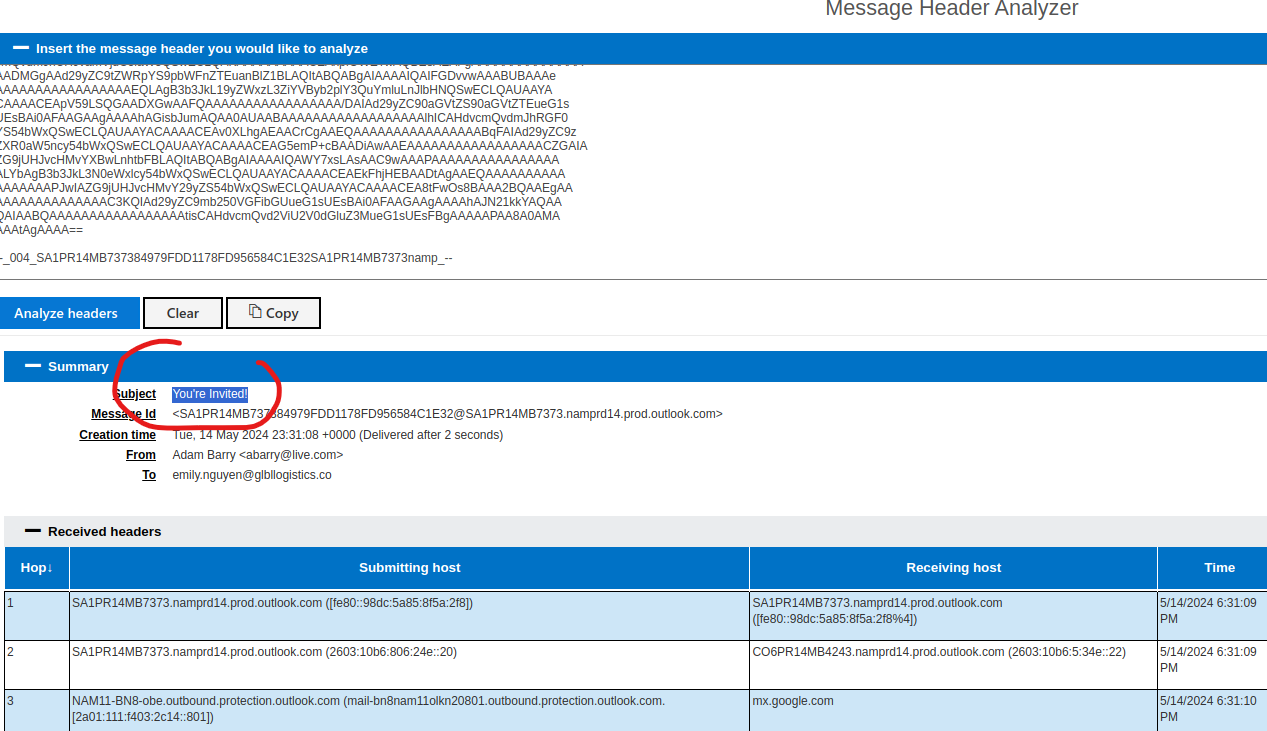 Message Header Analyzer
Insert the message header you would like to analyze
AADMGgAAd29yZC9tZWRpYS9pbWFnZTEuanBlZ1BLAQItABQABgAIAAAAIQAIFGDvvwAAABUBAAAe
AAAAAAAAAAAAAAAAAEQLAgB3b3JkL19yZWxzL3ZiYVByb2plY3QuYmluLnJlbHNQSwECLQAUAAYA
CAAAACEApV59LSQGAADXGwAAFQAAAAAAAAAAAAAAAAA/DAIAd29yZC90aGVtZS90aGVtZTEueG1s
UEsBAi0AFAAGAAgAAAAhAGisbJumAQAA0AUAABAAAAAAAAAAAAAAAAAAlhICAHdvcmQvdmJhRGF0
YS54bWxQSwECLQAUAAYACAAAACEAv0XLhgAEAACrCgAAEQAAAAAAAAAAAAAAAABqFAIAd29yZC9z
ZXR0aW5ncy54bWxQSwECLQAUAAYACAAAACEAG5emP+cBAADiAwAAEAAAAAAAAAAAAAAAAACZGAIA
ZG9jUHJvcHMvYXBwLnhtbFBLAQItABQABgAIAAAAIQAWY7xsLAsAAC9wAAAPAAAAAAAAAAAAAAAA
ALYbAgB3b3JkL3N0eWxlcy54bWxQSwECLQAUAAYACAAAACEAEkFhjHEBAADtAgAAEQAAAAAAAAAA
AAAAAAAPJwIAZG9jUHJvcHMvY29yZS54bWxQSwECLQAUAAYACAAAACEA8tFwOs8BAAA2BQAAEgAA
AAAAAAAAAAAAAAC3KQIAd29yZC9mb250VGFibGUueG1sUEsBAi0AFAAGAAgAAAAhAJN21kkYAQAA
QAIAABQAAAAAAAAAAAAAAAAAtisCAHdvcmQvd2ViU2V0dGluZ3MueG1sUEsFBgAAAAAPAA8A0AMA
AAAtAgAAAA==
--_004_SA1PR14MB737384979FDD1178FD956584C1E32SA1PR14MB7373namp_--
Analyze headers
Clear
Copy
Summary
Subject You're Invited!
Message Id <SA1PR14MB737384979FDD1178FD956584C1E32@SA1PR14MB7373.namprd14.prod.outlook.com>
Creation time Tue, 14 May 2024 23:31:08 +0000 (Delivered after 2 seconds)
From Adam Barry <abarry@live.com>
To emily.nguyen@glbllogistics.co
Received headers
Hop↓ Submitting host Receiving host Time
1 SA1PR14MB7373.namprd14.prod.outlook.com ([fe80::98dc:5a85:8f5a:2f8]) SA1PR14MB7373.namprd14.prod.outlook.com 5/14/2024 6:31:09
([fe80::98dc:5a85:8f5a:2f8%4]) PM
2 SA1PR14MB7373.namprd14.prod.outlook.com (2603:10b6:806:24e::20) CO6PR14MB4243.namprd14.prod.outlook.com (2603:10b6:5:34e::22) 5/14/2024 6:31:09
PM
3 NAM11-BN8-obe.outbound.protection.outlook.com (mail-bn8nam11olkn20801.outbound.protection.outlook.com. mx.google.com 5/14/2024 6:31:10
[2a01:111:f403:2c14::801]) PM